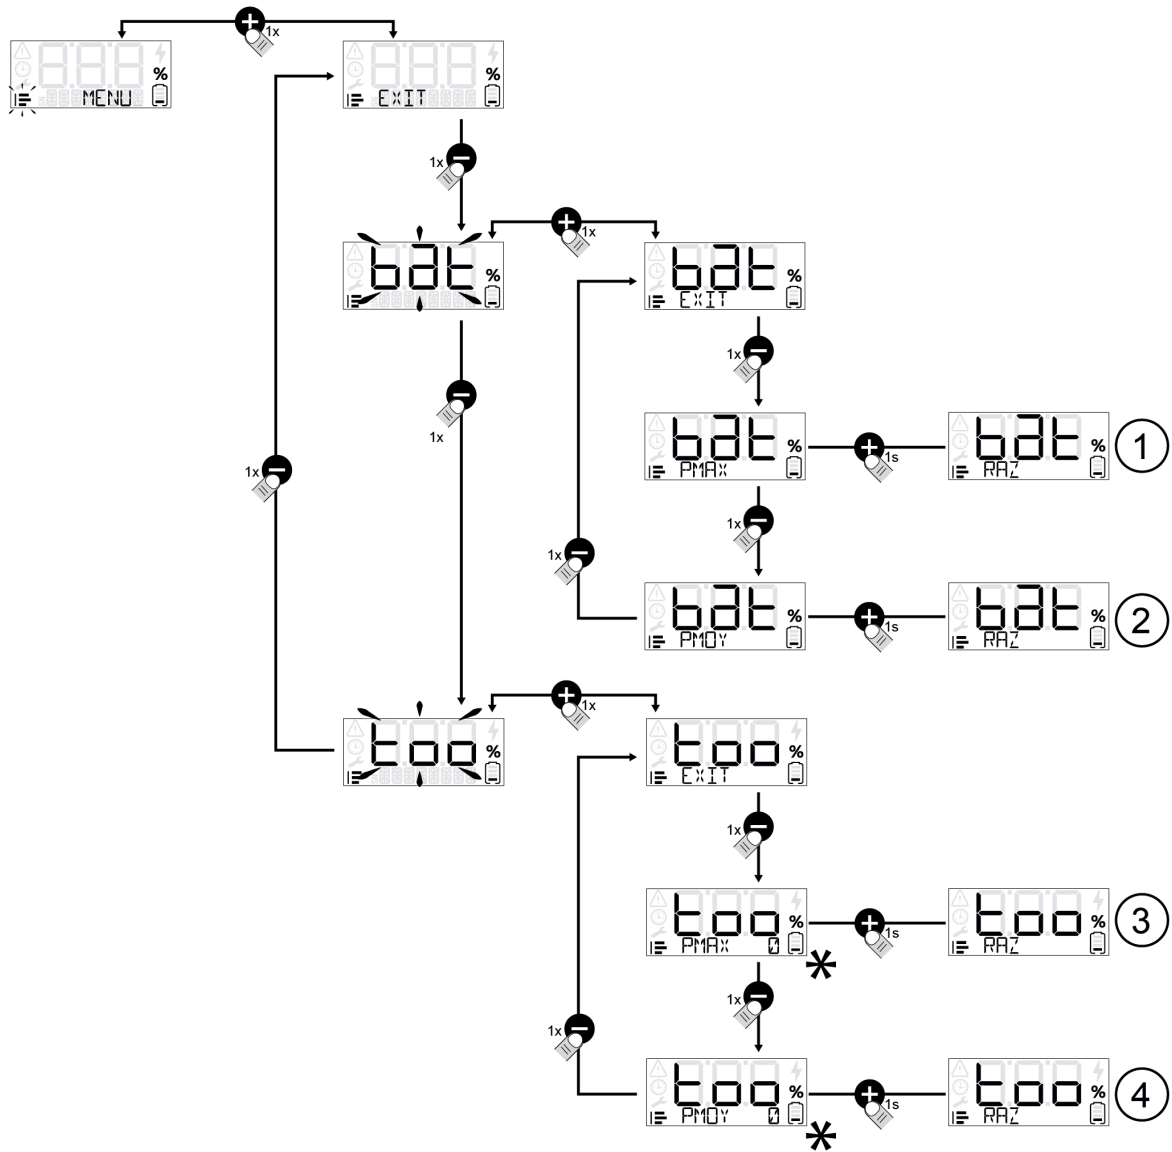 +
1x
%
MENU
%
EXIT
1x
−
+
1x
bat
%
bat
%
EXIT
1x
−
−
1x
bat
%
PMAX
+
1s
bat
%
RAZ
1
1x
−
1x
−
1x
−
bat
%
PMOY
+
1s
bat
%
RAZ
2
+
1x
too
%
too
%
EXIT
1x
−
too
%
PMAX 0
*
+
1s
too
%
RAZ
3
1x
−
1x
−
too
%
PMOY 0
*
+
1s
too
%
RAZ
4